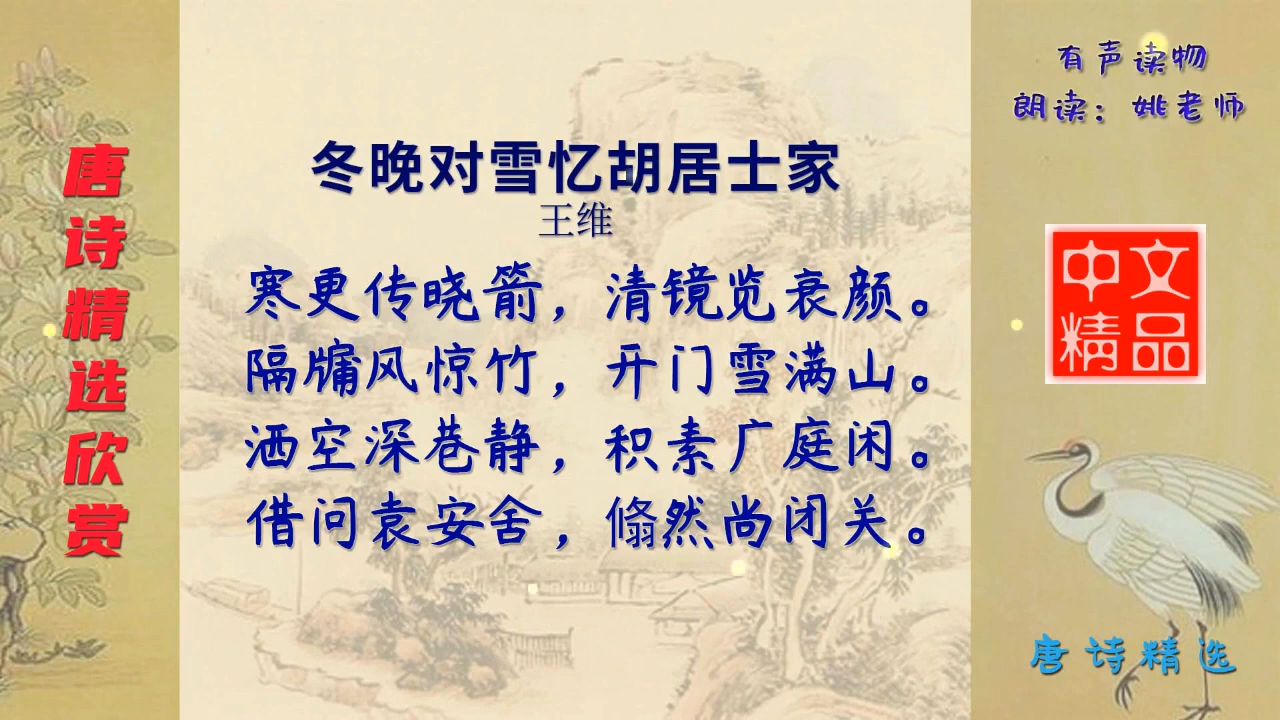 唐诗精选欣赏
冬晚对雪忆胡居士家
王维
寒更传晓箭，清镜览衰颜。
隔牖风惊竹，开门雪满山。
洒空深巷静，积素广庭闲。
借问袁安舍，翛然尚闭关。
有声读物
朗读：姚老师
中文
精品
唐诗精选